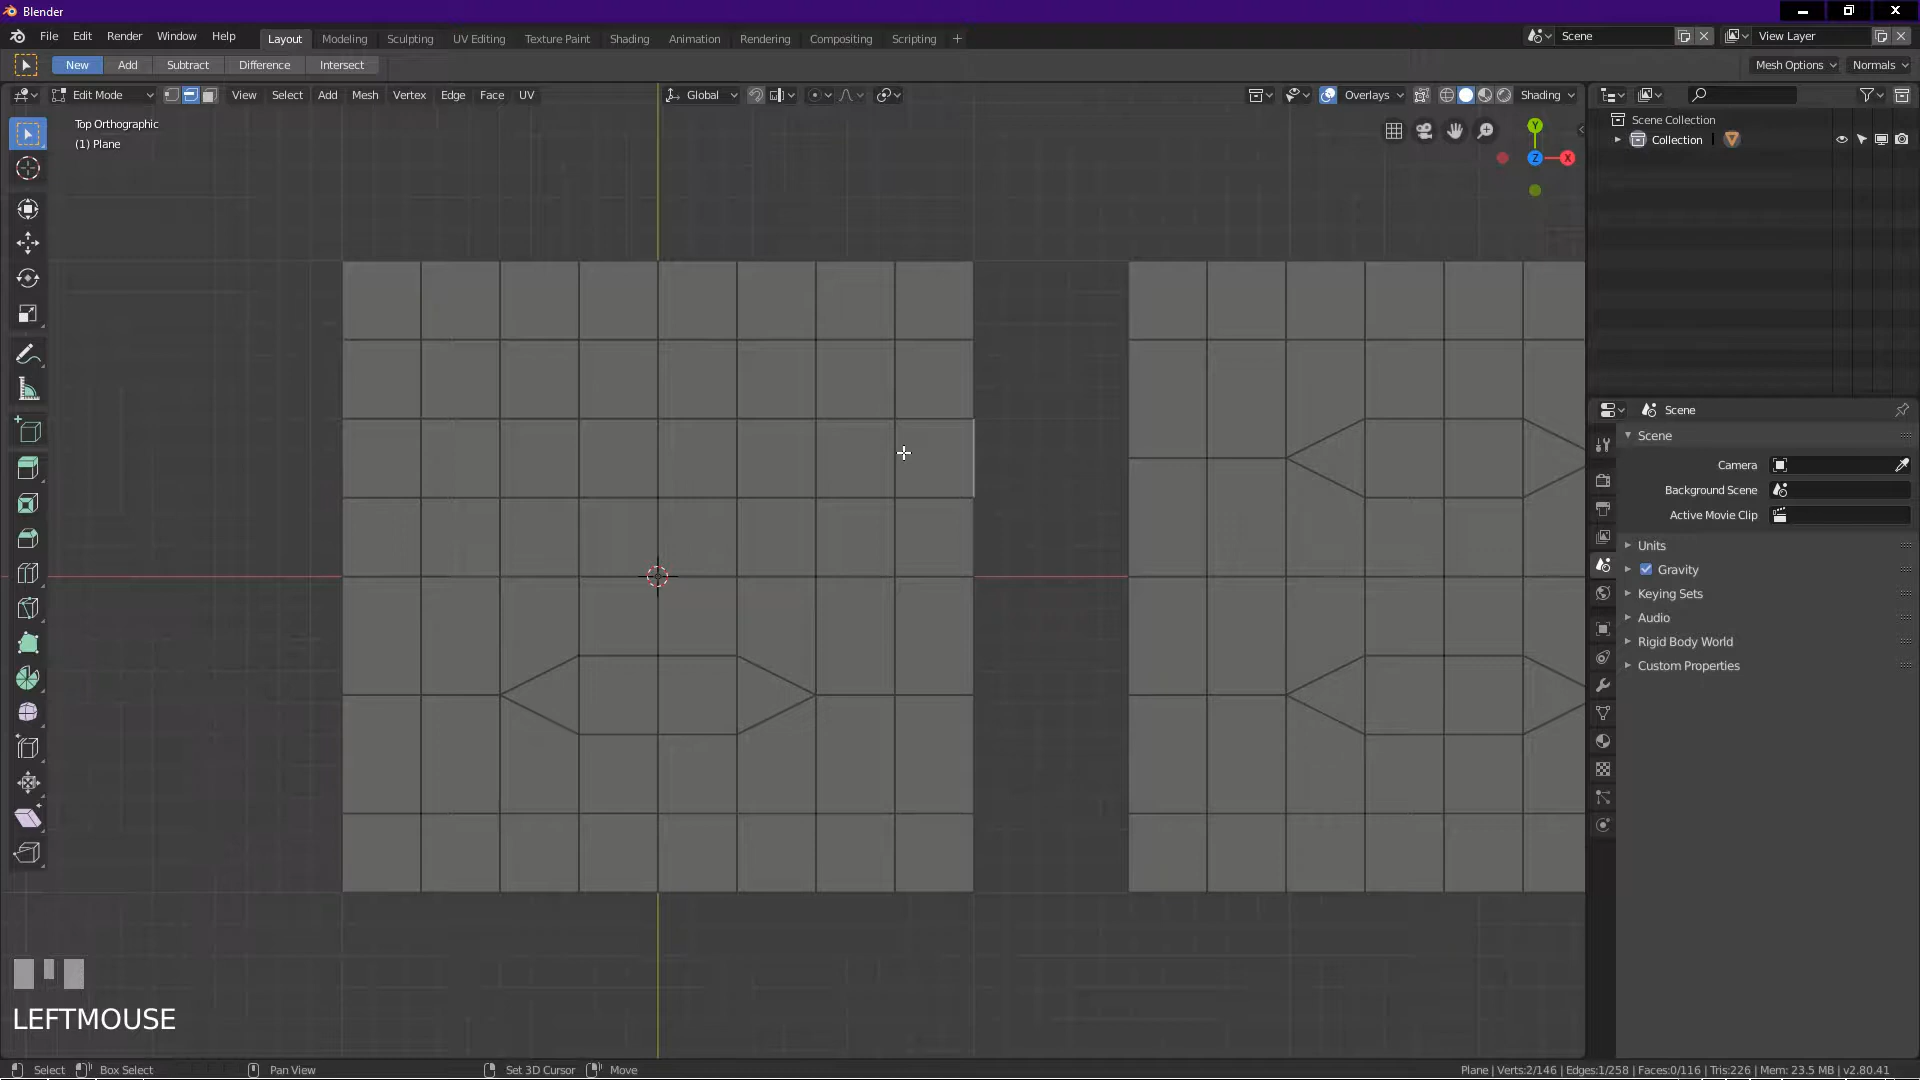 Blender
File Edit Render Window Help Layout Modeling Sculpting UV Editing Texture Paint Shading Animation Rendering Compositing Scripting + Scene View Layer
New Add Subtract Difference Intersect Mesh Options Normals
Edit Mode View Select Add Mesh Vertex Edge Face UV Global Overlays Shading
Top Orthographic
(1) Plane
Y
Z
X
Scene Collection
Collection
Scene
Scene
Camera
Background Scene
Active Movie Clip
Units
Gravity
Keying Sets
Audio
Rigid Body World
Custom Properties
LEFTMOUSE
Select Box Select Pan View Set 3D Cursor Move Plane | Verts:2/146 | Edges:1/258 | Faces:0/116 | Tris:226 | Mem: 23.5 MB | v2.80.41